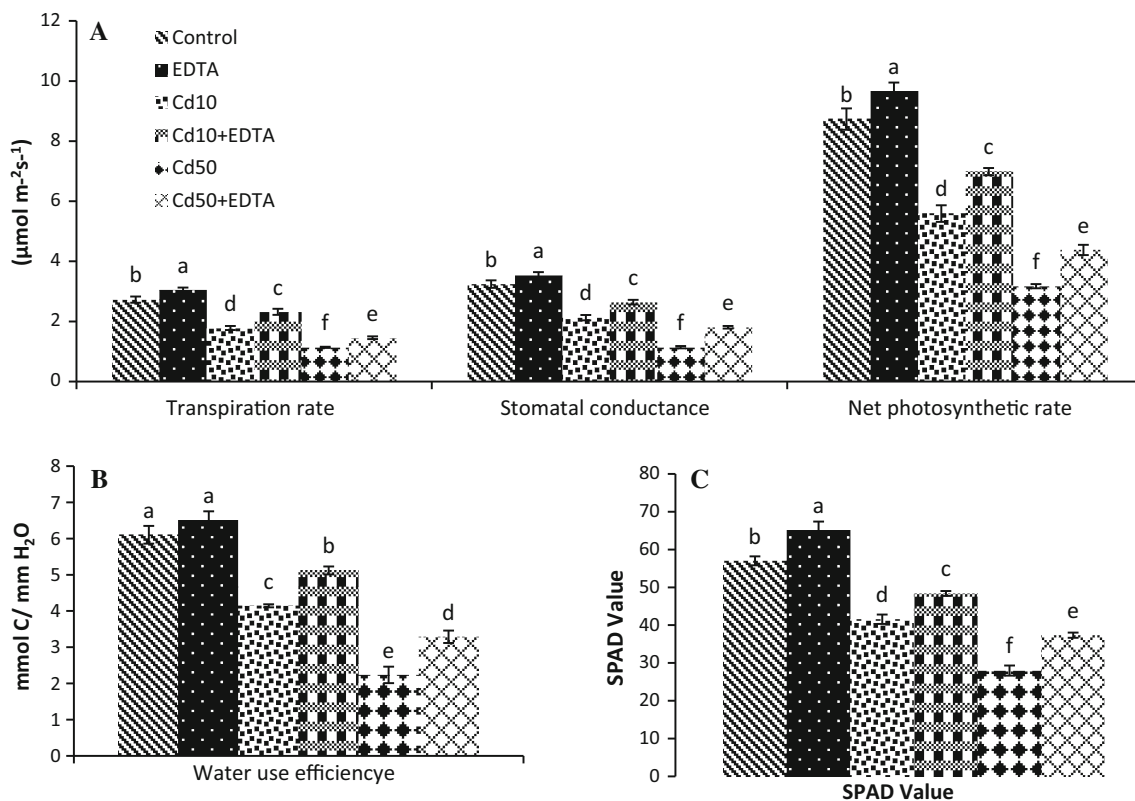 A
Control
EDTA
Cd10
Cd10+EDTA
Cd50
Cd50+EDTA
12
10
8
6
4
2
0
(µmol m-²s-¹)
b a d c f e
b a d c f e
b a d c f e
Transpiration rate
Stomatal conductance
Net photosynthetic rate
B
8
7
6
5
4
3
2
1
0
mmol C/ mm H₂O
a a c b e d
Water use efficiencye
C
80
70
60
50
40
30
20
10
0
SPAD Value
b a d c f e
SPAD Value